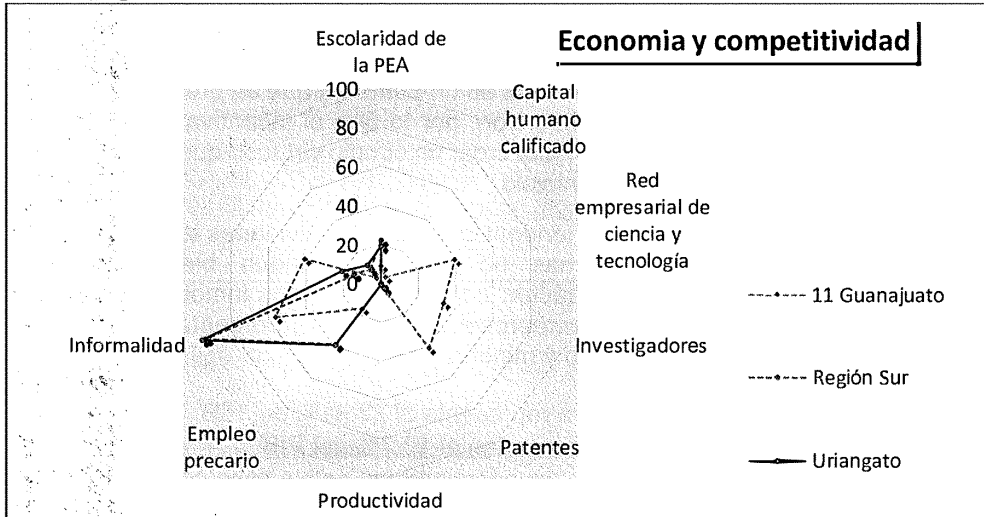 Economia y competitividad
Escolaridad de
la PEA
100
80
60
40
20
0
Capital
humano
calificado
Red
empresarial de
ciencia y
tecnología
Investigadores
Patentes
Productividad
Empleo
precario
Informalidad
11 Guanajuato
Región Sur
Uriangato